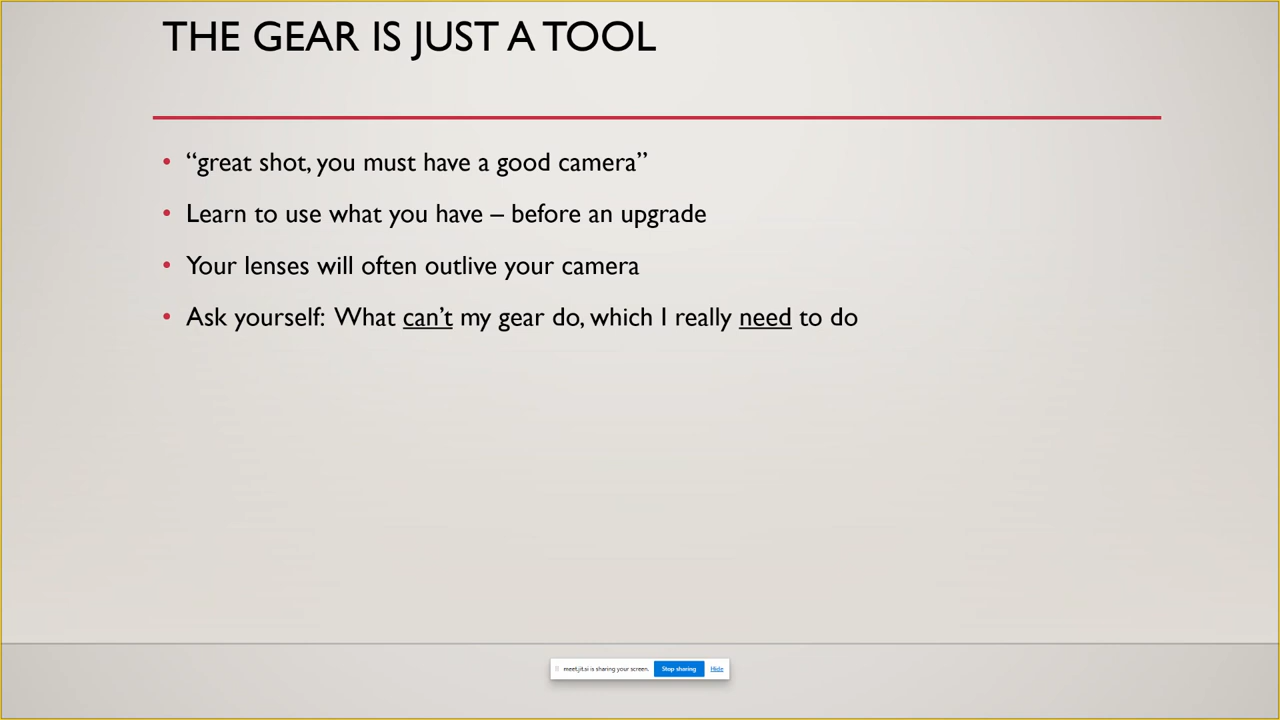 THE GEAR IS JUST A TOOL
• “great shot, you must have a good camera”
• Learn to use what you have – before an upgrade
• Your lenses will often outlive your camera
• Ask yourself:  What can’t my gear do, which I really need to do
meet.jit.si is sharing your screen. Stop sharing Hide